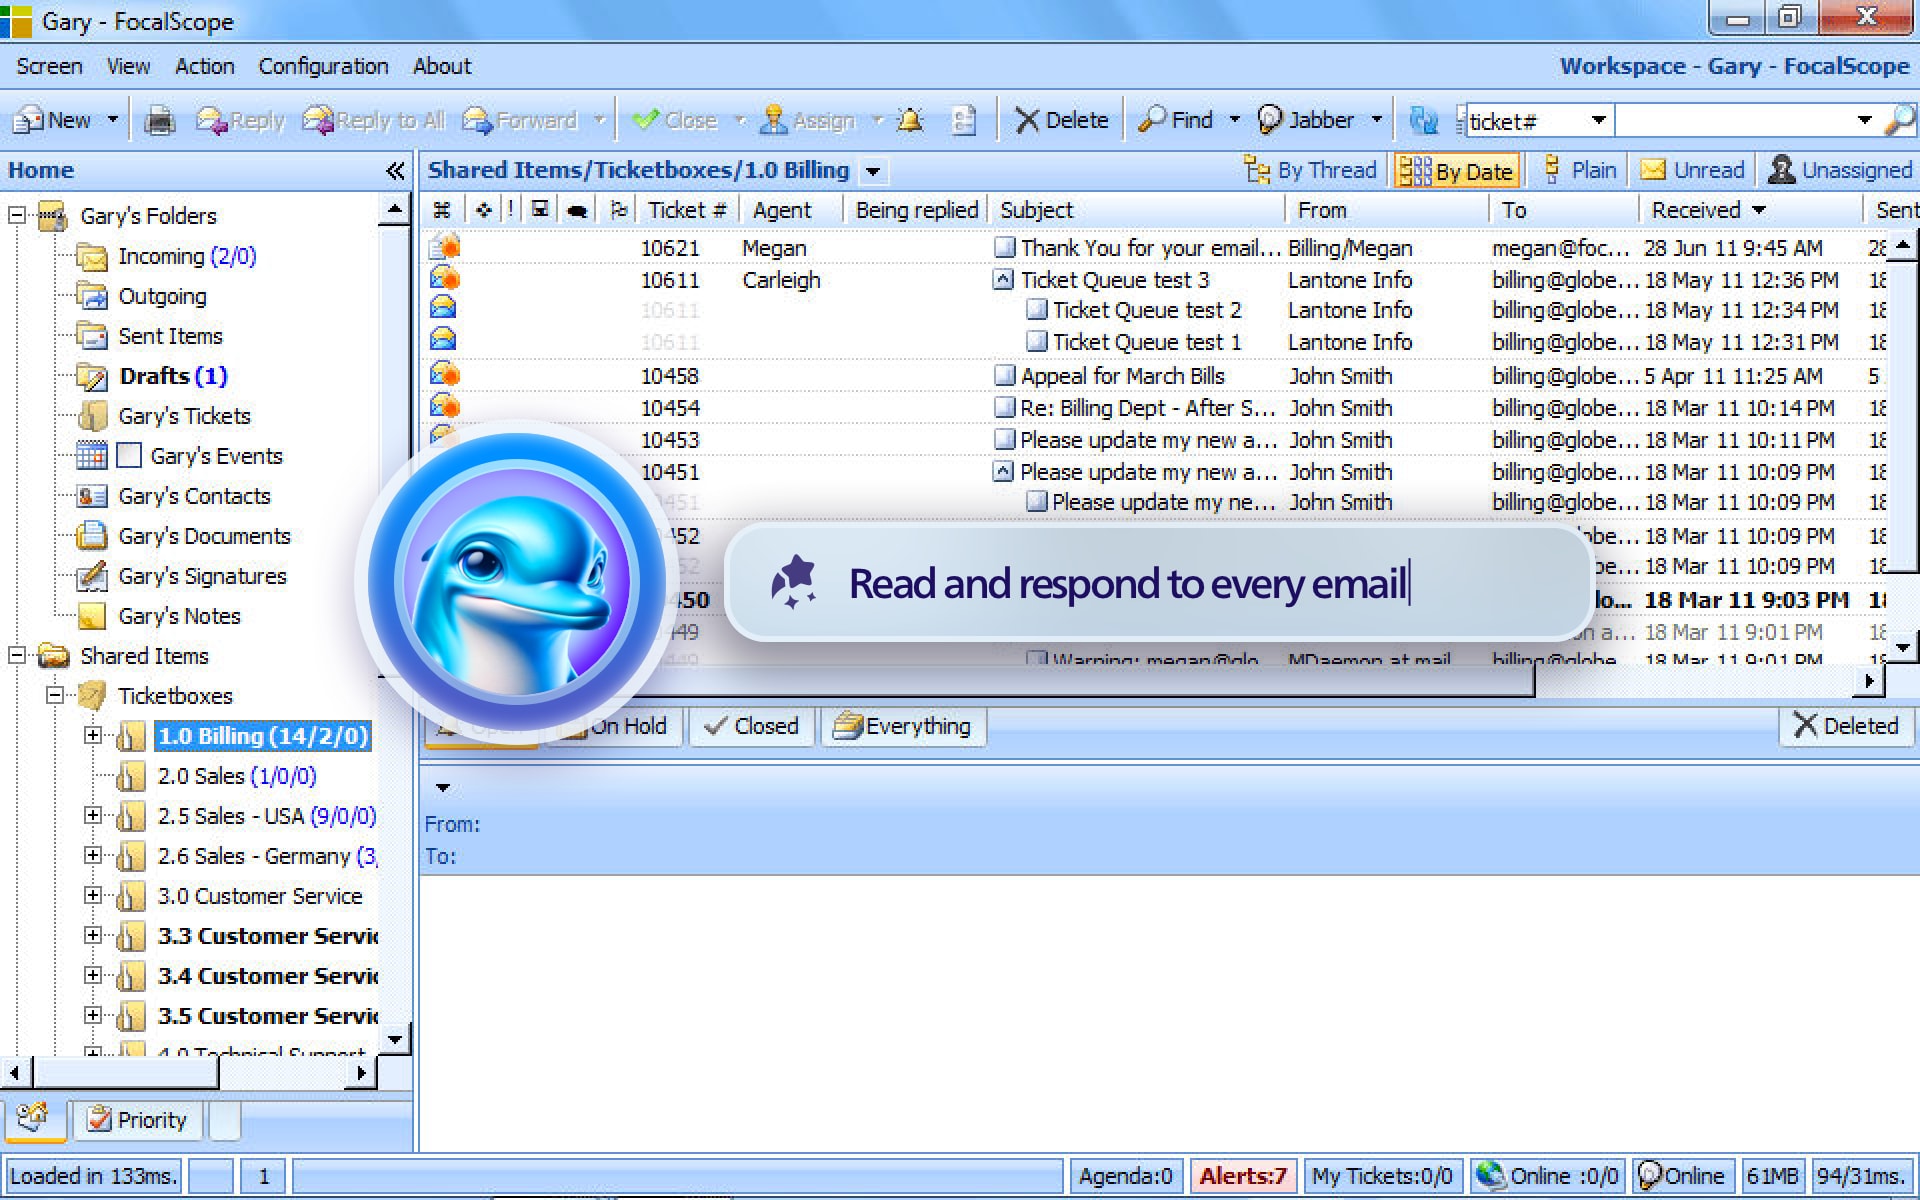 Gary - FocalScope
Screen View Action Configuration About Workspace - Gary - FocalScope
New Reply Reply to All Forward Close Assign Delete Find Jabber ticket#
Home « Shared Items/Ticketboxes/1.0 Billing By Thread By Date Plain Unread Unassigned
! Ticket # Agent Being replied Subject From To Received Sent
10621 Megan Thank You for your email... Billing/Megan megan@foc... 28 Jun 11 9:45 AM 28
10611 Carleigh Ticket Queue test 3 Lantone Info billing@globe... 18 May 11 12:36 PM 18
10611 Ticket Queue test 2 Lantone Info billing@globe... 18 May 11 12:34 PM 18
10611 Ticket Queue test 1 Lantone Info billing@globe... 18 May 11 12:31 PM 18
10458 Appeal for March Bills John Smith billing@globe... 5 Apr 11 11:25 AM 5
10454 Re: Billing Dept - After S... John Smith billing@globe... 18 Mar 11 10:14 PM 18
10453 Please update my new a... John Smith billing@globe... 18 Mar 11 10:11 PM 18
10451 Please update my new a... John Smith billing@globe... 18 Mar 11 10:09 PM 18
451 Please update my ne... John Smith billing@globe... 18 Mar 11 10:09 PM 18
452 obe... 18 Mar 11 10:09 PM 18
52 obe... 18 Mar 11 10:09 PM 18
450 lo... 18 Mar 11 9:03 PM 18
449 on a... 18 Mar 11 9:01 PM 18
449 Warning: megan@glo MDaemon at mail billing@globe 18 Mar 11 9:01 PM 18
Read and respond to every email
On Hold Closed Everything Deleted
From:
To:
Gary's Folders
Incoming (2/0)
Outgoing
Sent Items
Drafts (1)
Gary's Tickets
Gary's Events
Gary's Contacts
Gary's Documents
Gary's Signatures
Gary's Notes
Shared Items
Ticketboxes
1.0 Billing (14/2/0)
2.0 Sales (1/0/0)
2.5 Sales - USA (9/0/0)
2.6 Sales - Germany (3,
3.0 Customer Service
3.3 Customer Servic
3.4 Customer Servic
3.5 Customer Servic
4.0 Technical Support
Priority
Loaded in 133ms. 1 Agenda:0 Alerts:7 My Tickets:0/0 Online :0/0 Online 61MB 94/31ms.